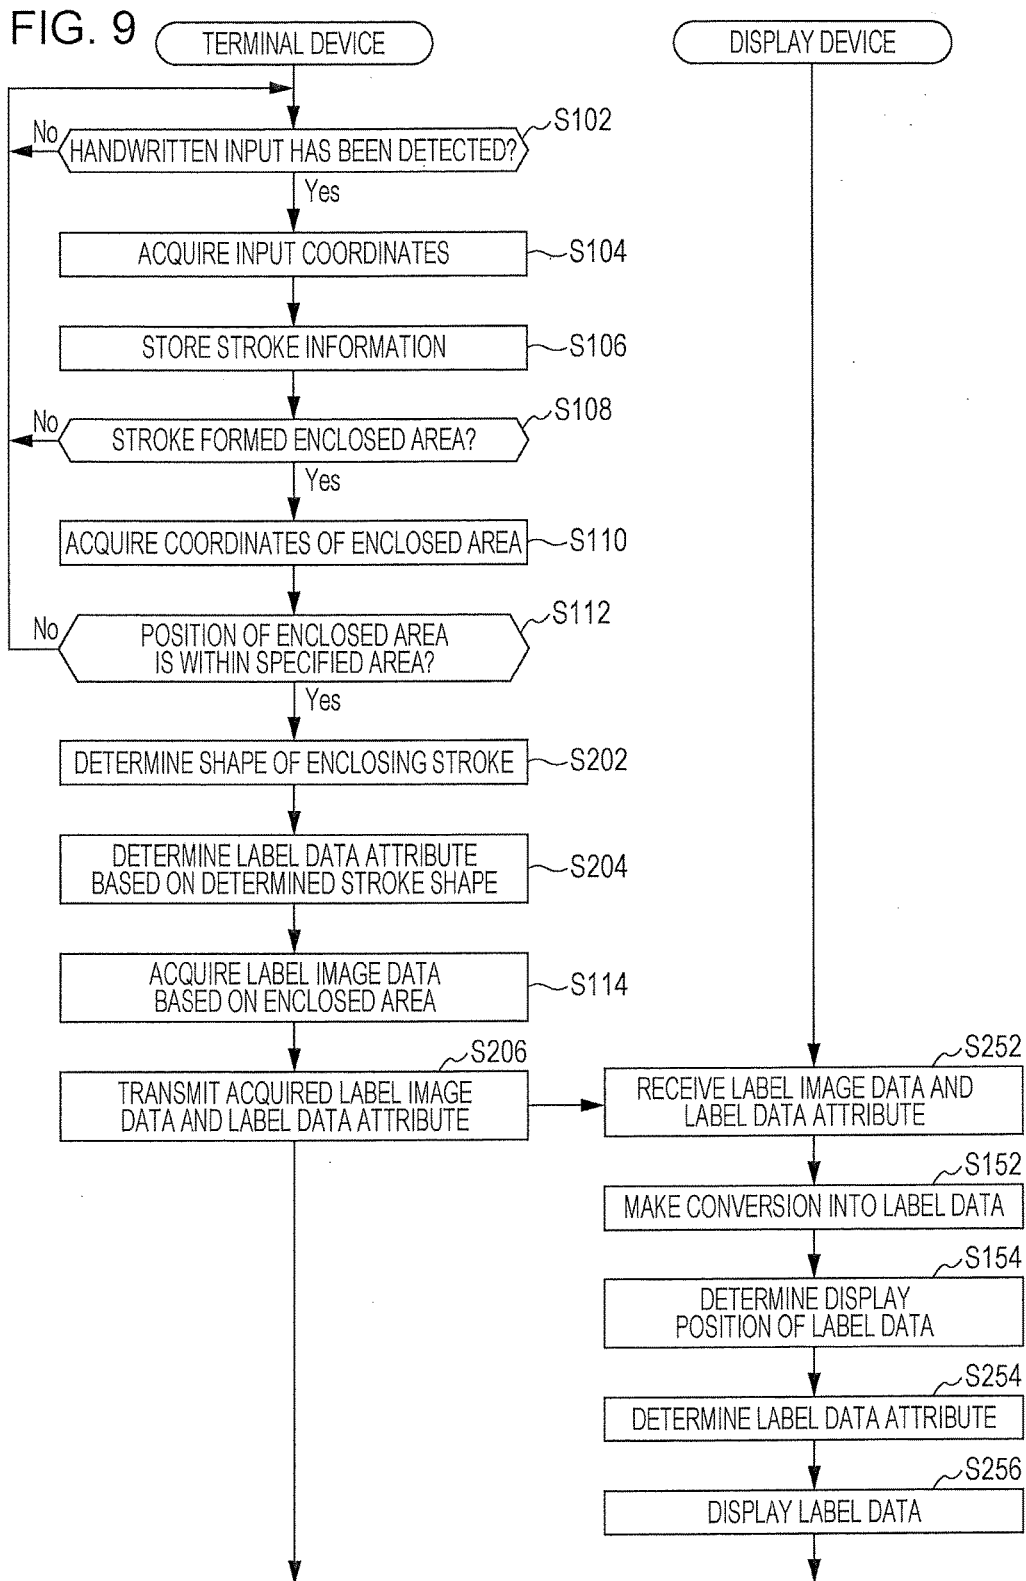 FIG. 9
TERMINAL DEVICE
DISPLAY DEVICE
S102
No
HANDWRITTEN INPUT HAS BEEN DETECTED?
Yes
ACQUIRE INPUT COORDINATES
S104
STORE STROKE INFORMATION
S106
S108
No
STROKE FORMED ENCLOSED AREA?
Yes
ACQUIRE COORDINATES OF ENCLOSED AREA
S110
S112
No
POSITION OF ENCLOSED AREA
IS WITHIN SPECIFIED AREA?
Yes
DETERMINE SHAPE OF ENCLOSING STROKE
S202
DETERMINE LABEL DATA ATTRIBUTE
BASED ON DETERMINED STROKE SHAPE
S204
ACQUIRE LABEL IMAGE DATA
BASED ON ENCLOSED AREA
S114
S206
TRANSMIT ACQUIRED LABEL IMAGE
DATA AND LABEL DATA ATTRIBUTE
S252
RECEIVE LABEL IMAGE DATA AND
LABEL DATA ATTRIBUTE
S152
MAKE CONVERSION INTO LABEL DATA
S154
DETERMINE DISPLAY
POSITION OF LABEL DATA
S254
DETERMINE LABEL DATA ATTRIBUTE
S256
DISPLAY LABEL DATA